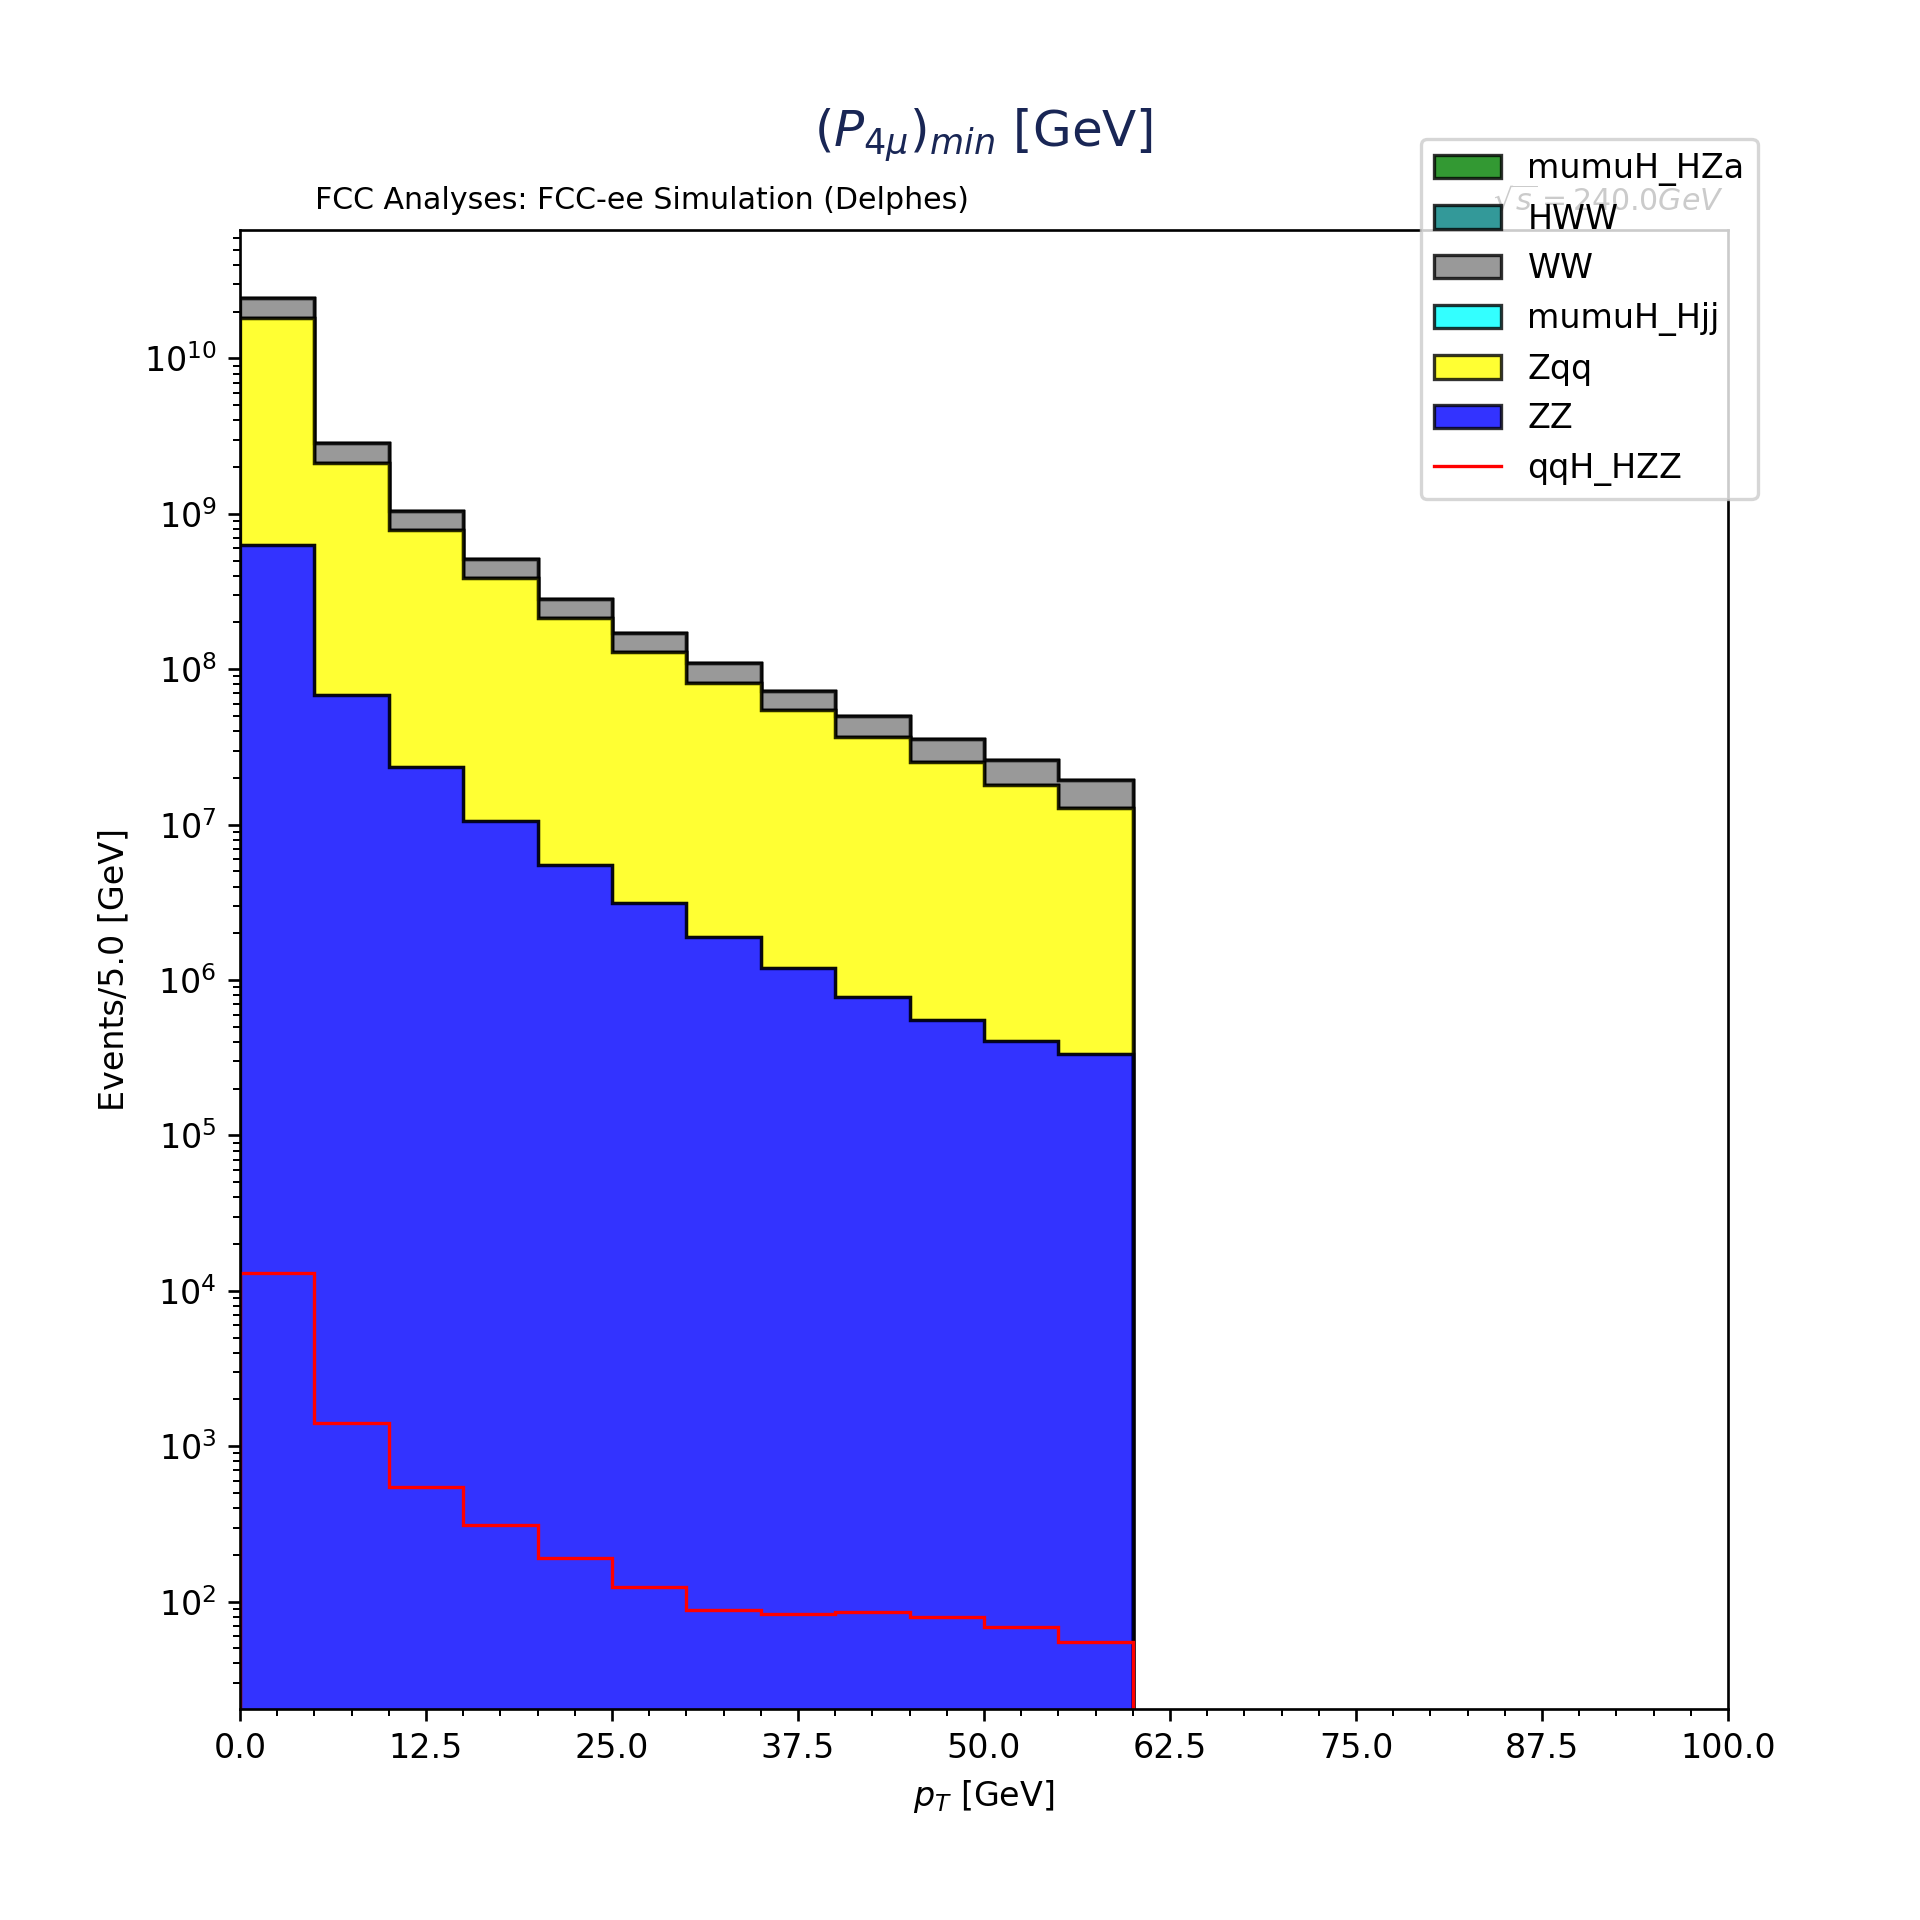 (P4μ)min [GeV]
FCC Analyses: FCC-ee Simulation (Delphes)
√s = 240.0GeV
mumuH_HZa
HWW
WW
mumuH_Hjj
Zqq
ZZ
qqH_HZZ
Events/5.0 [GeV]
10^10
10^9
10^8
10^7
10^6
10^5
10^4
10^3
10^2
0.0 12.5 25.0 37.5 50.0 62.5 75.0 87.5 100.0
pT [GeV]